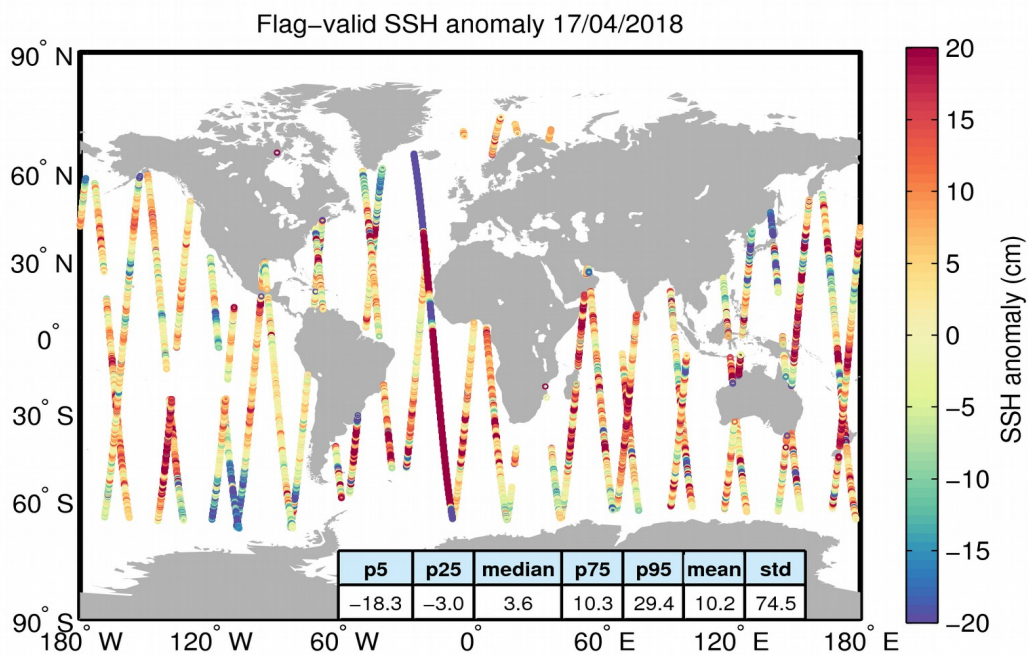 Flag−valid SSH anomaly 17/04/2018
90° N
60° N
30° N
0°
30° S
60° S
90° S
180° W 120° W 60° W 0° 60° E 120° E 180° E
p5 p25 median p75 p95 mean std
−18.3 −3.0 3.6 10.3 29.4 10.2 74.5
20
15
10
5
0
−5
−10
−15
−20
SSH anomaly (cm)